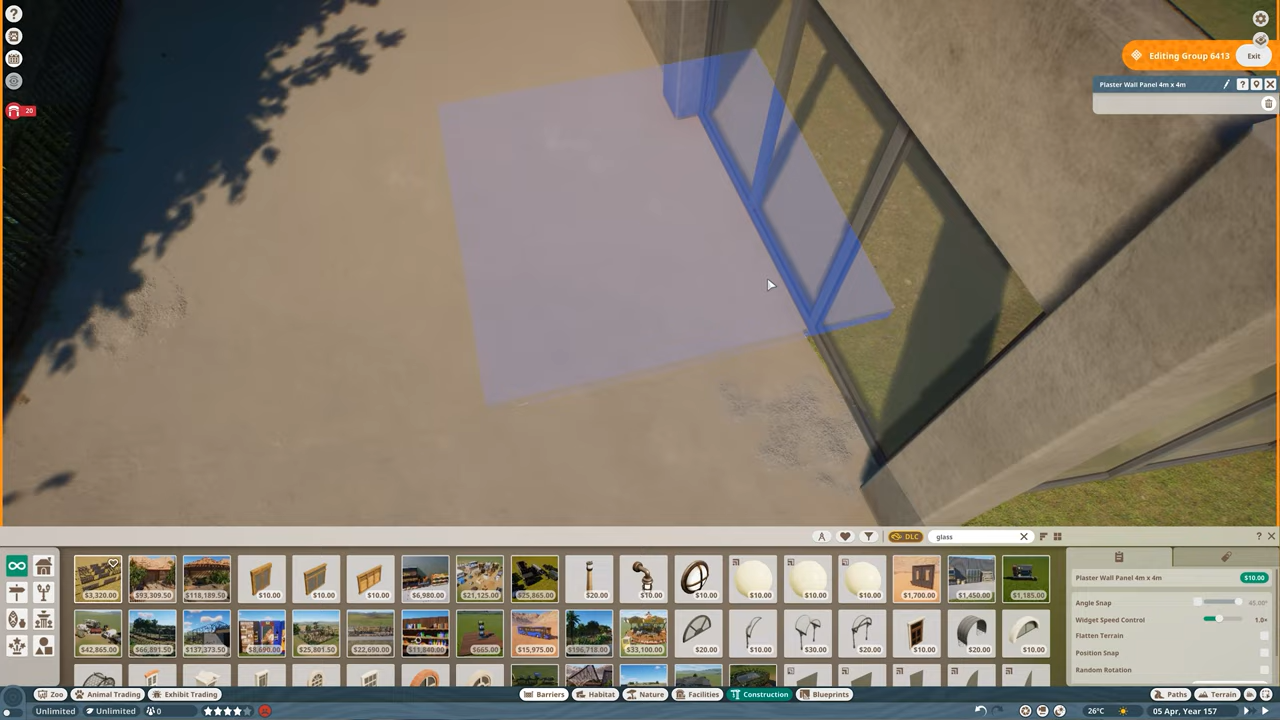 ?
Editing Group 6413
Exit
Plaster Wall Panel 4m x 4m
?
20
DLC
glass
?
$3,320.00
$93,309.50
$118,189.50
$10.00
$10.00
$10.00
$6,980.00
$21,125.00
$25,865.00
$20.00
$10.00
$10.00
$10.00
$10.00
$10.00
$1,700.00
$1,450.00
$1,185.00
$42,865.00
$66,891.50
$137,373.50
$8,690.00
$25,801.50
$22,690.00
$11,840.00
$665.00
$15,975.00
$196,718.00
$33,100.00
$20.00
$10.00
$30.00
$20.00
$10.00
$20.00
$10.00
Plaster Wall Panel 4m x 4m
$10.00
Angle Snap
45.00°
Widget Speed Control
1.0×
Flatten Terrain
Position Snap
Random Rotation
Zoo
Animal Trading
Exhibit Trading
Barriers
Habitat
Nature
Facilities
Construction
Blueprints
Paths
Terrain
Unlimited
Unlimited
0
26°C
05 Apr, Year 157